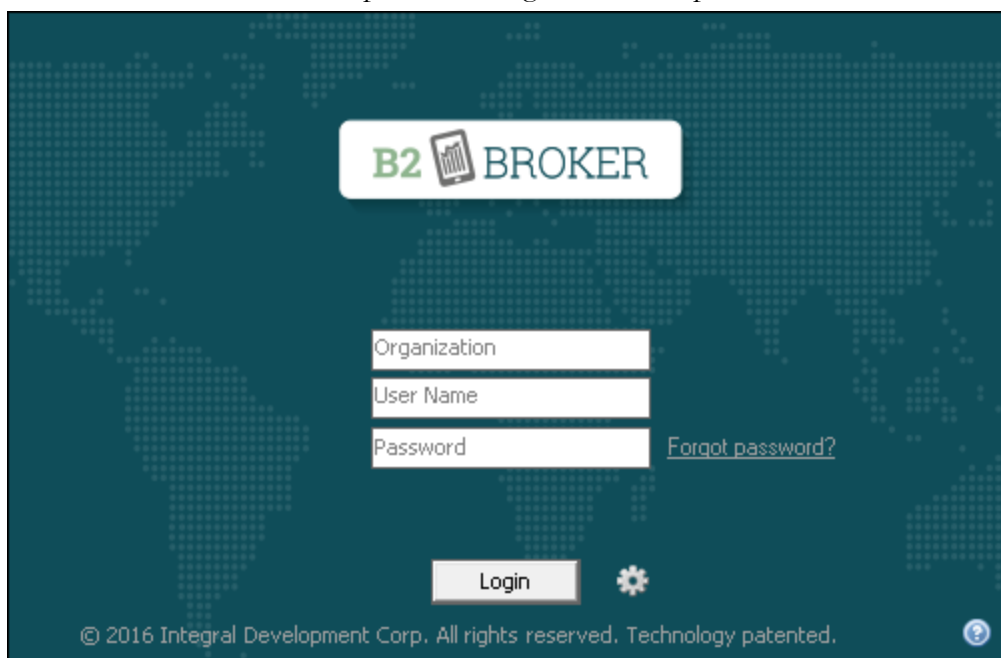 B2 BROKER
Organization
User Name
Password
Forgot password?
Login
© 2016 Integral Development Corp. All rights reserved. Technology patented.
?